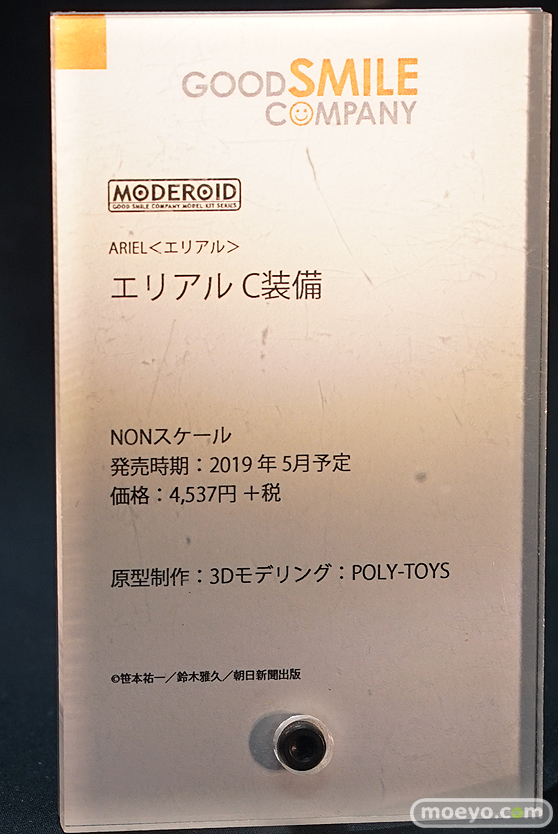 GOODSMILE
COMPANY
MODEROID
GOOD SMILE COMPANY MODEL KIT SERIES
ARIEL＜エリアル＞
エリアル C装備
NONスケール
発売時期：2019 年 5月予定
価格：4,537円 ＋税
原型制作：3Dモデリング：POLY-TOYS
©笹本祐一／鈴木雅久／朝日新聞出版
moeyo.com